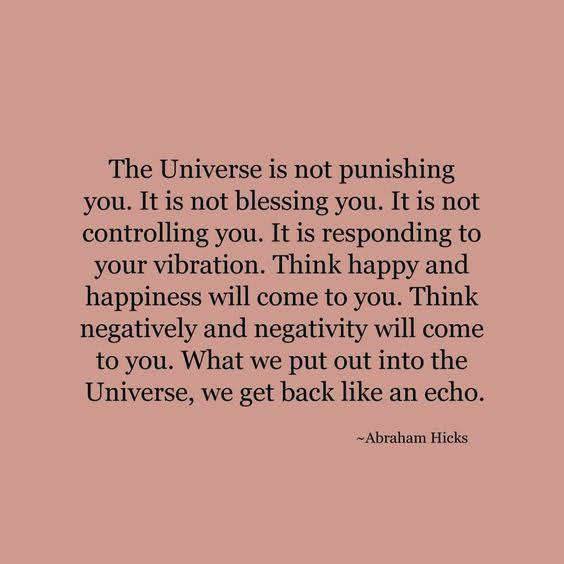 The Universe is not punishing
you. It is not blessing you. It is not
controlling you. It is responding to
your vibration. Think happy and
happiness will come to you. Think
negatively and negativity will come
to you. What we put out into the
Universe, we get back like an echo.
~Abraham Hicks